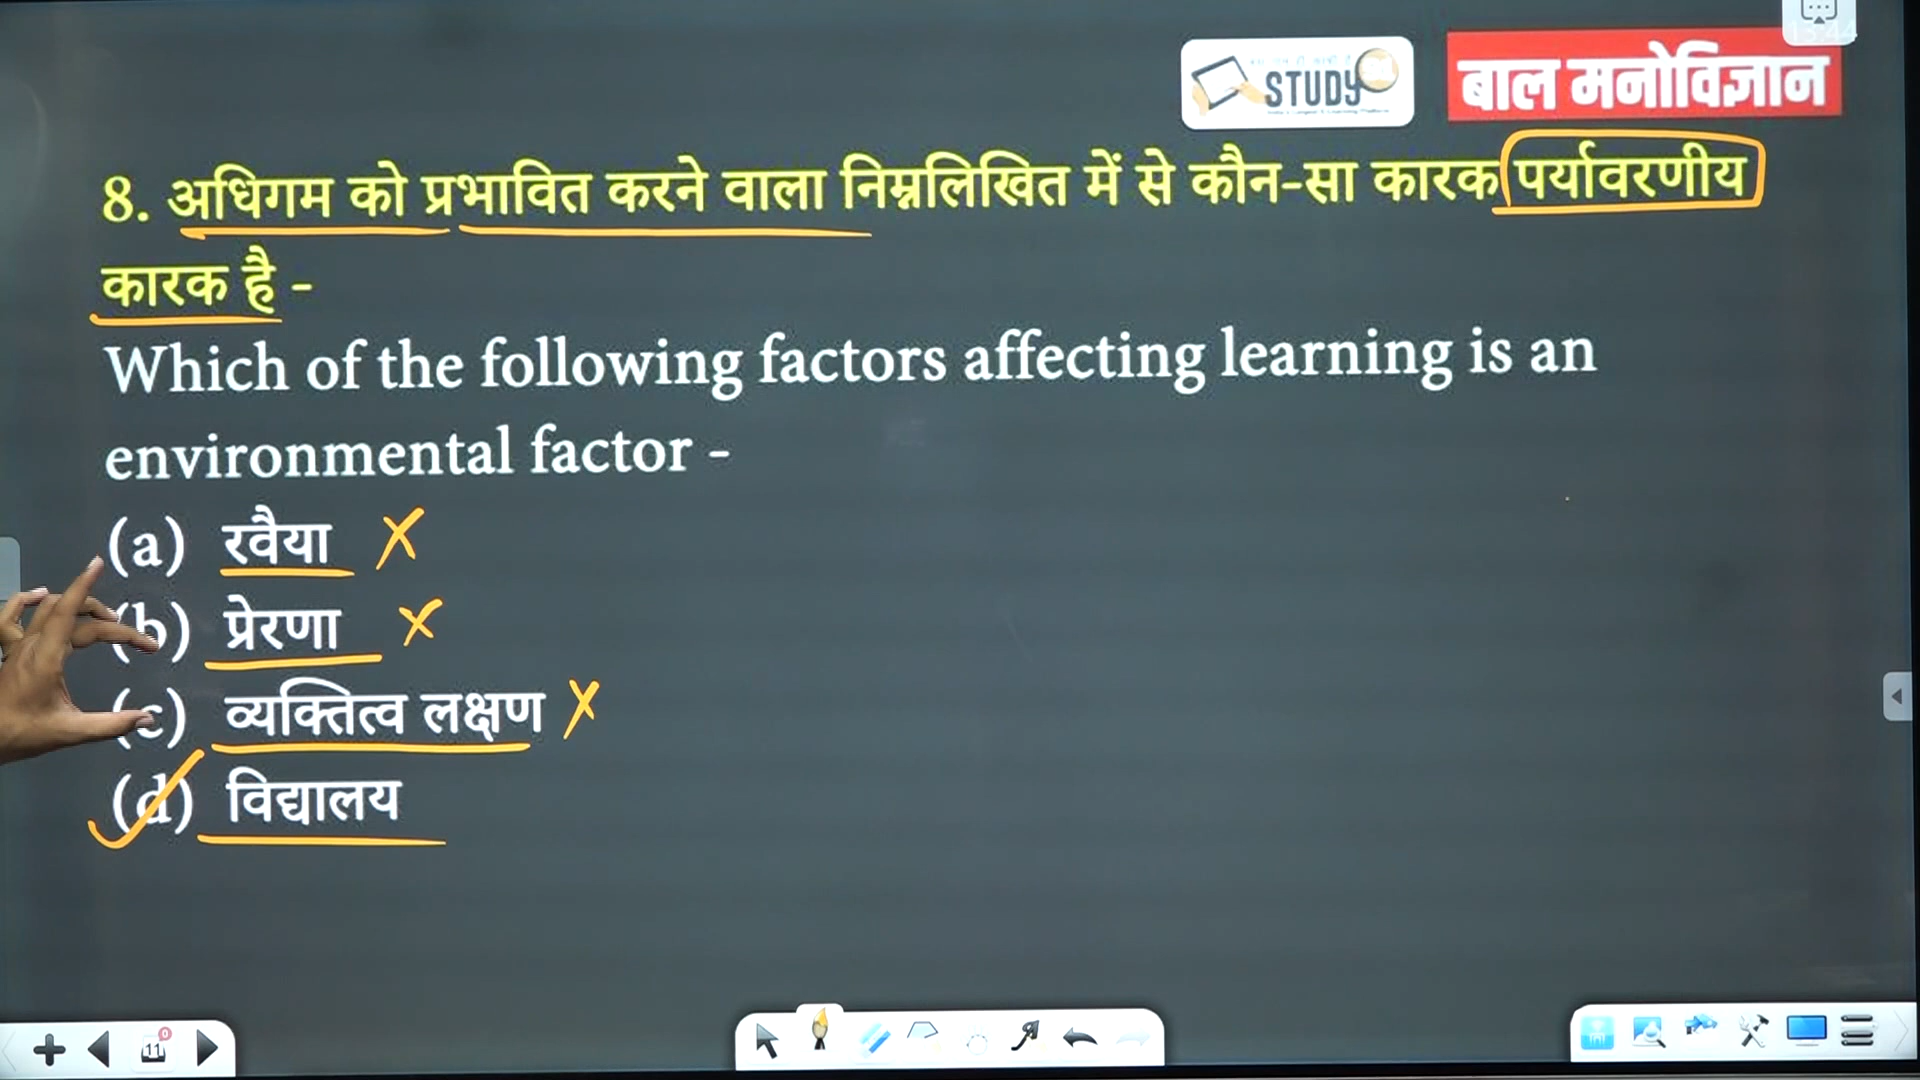 STUDY
बाल मनोविज्ञान
8. अधिगम को प्रभावित करने वाला निम्नलिखित में से कौन-सा कारक पर्यावरणीय
कारक है -
Which of the following factors affecting learning is an
environmental factor -
(a) रवैया
(b) प्रेरणा
(c) व्यक्तित्व लक्षण
(d) विद्यालय
11